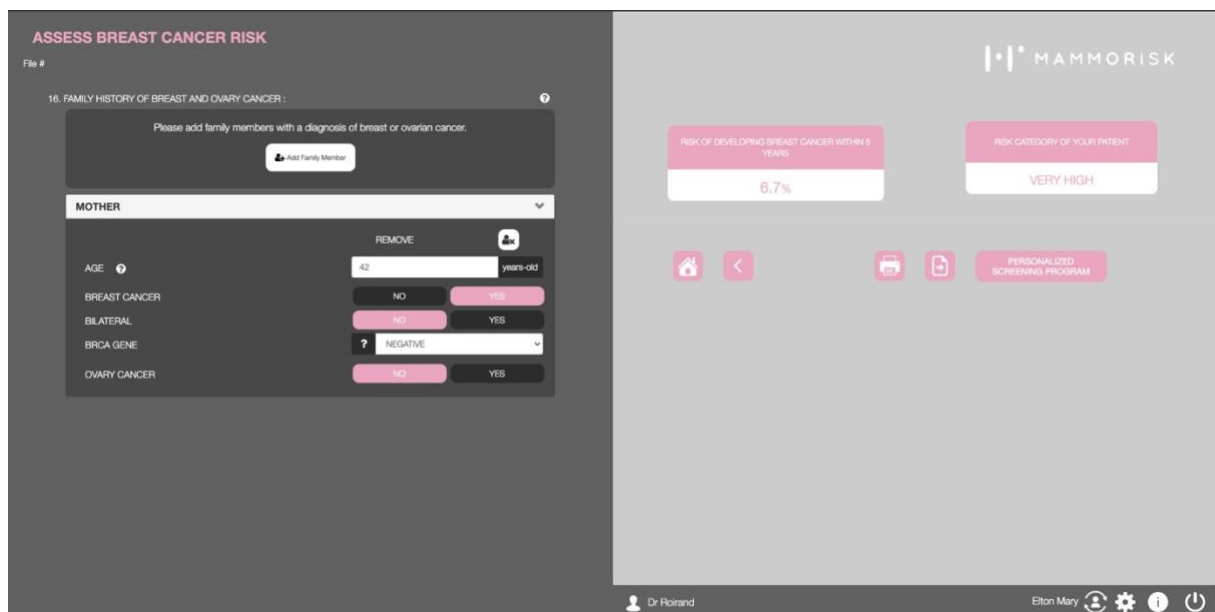 ASSESS BREAST CANCER RISK
File #
16. FAMILY HISTORY OF BREAST AND OVARY CANCER :
?
Please add family members with a diagnosis of breast or ovarian cancer.
Add Family Member
MOTHER
REMOVE
AGE ?
42 years-old
BREAST CANCER
NO YES
BILATERAL
NO YES
BRCA GENE
? NEGATIVE
OVARY CANCER
NO YES
MAMMORISK
RISK OF DEVELOPING BREAST CANCER WITHIN 5
YEARS
6.7%
RISK CATEGORY OF YOUR PATIENT
VERY HIGH
PERSONALIZED
SCREENING PROGRAM
Dr Roirand
Elton Mary